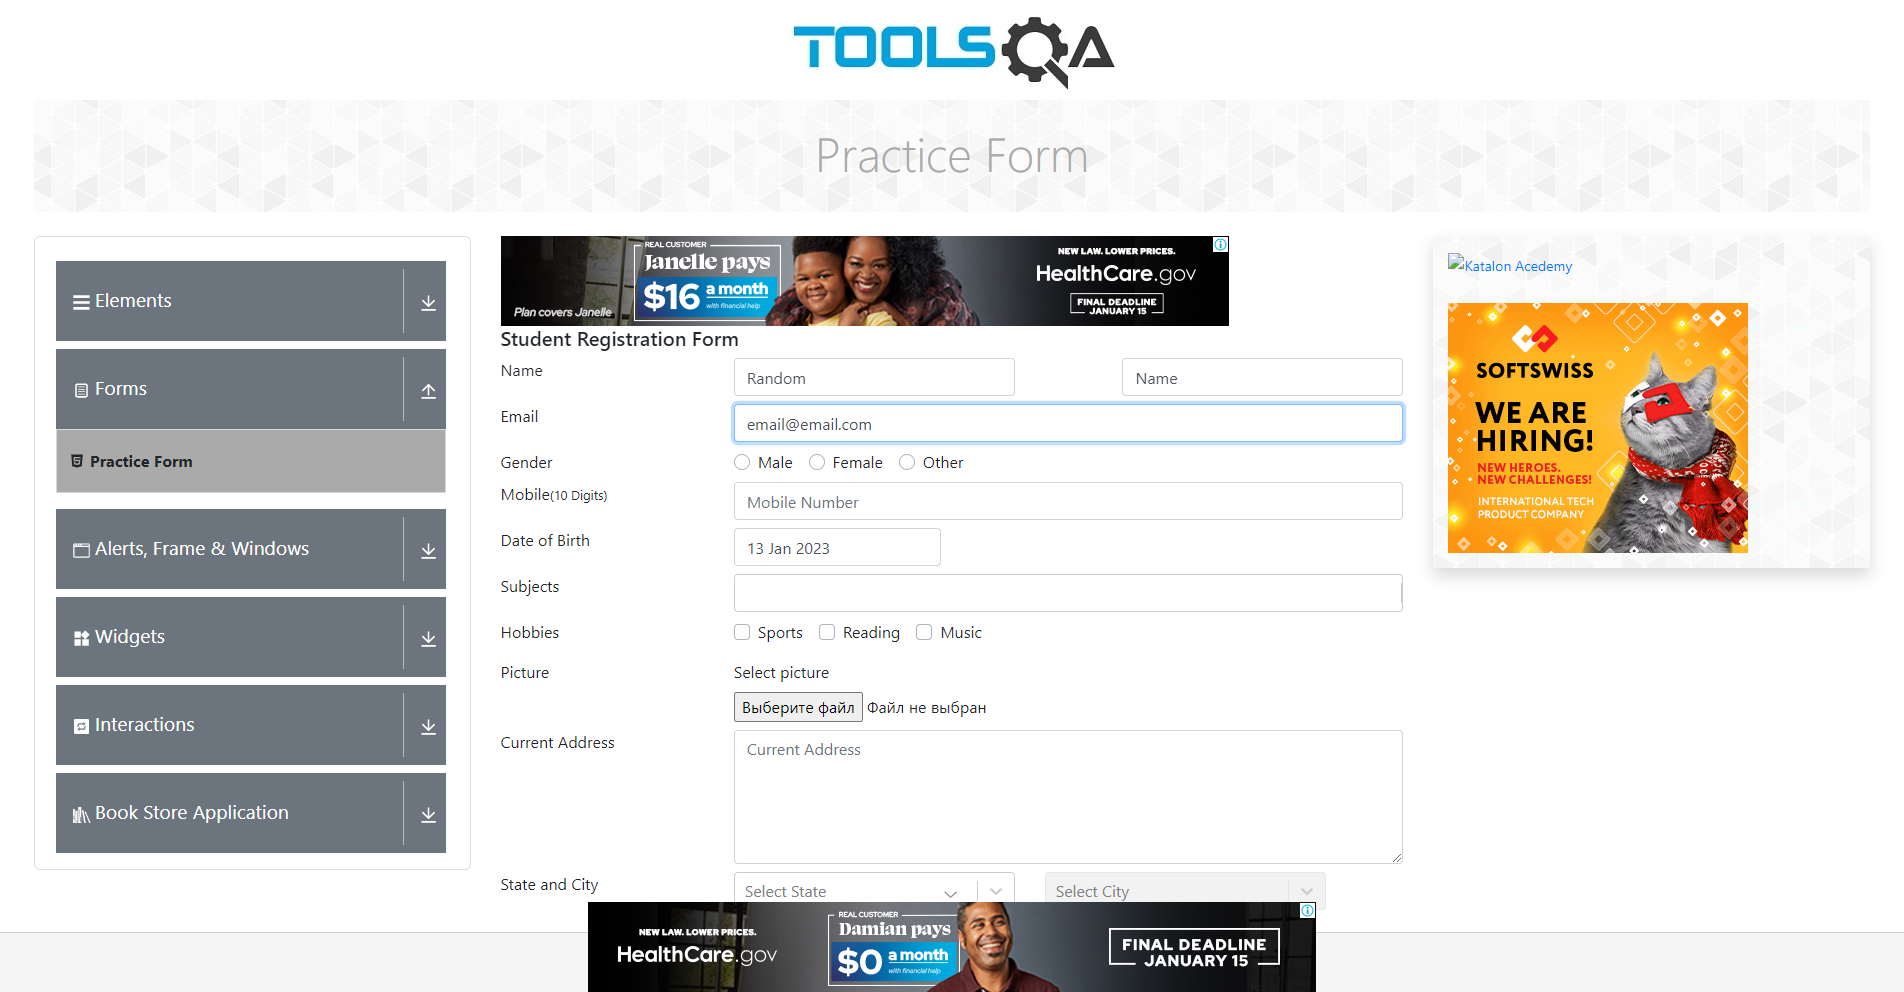 TOOLSQA
Practice Form
Elements
Forms
Practice Form
Alerts, Frame & Windows
Widgets
Interactions
Book Store Application
REAL CUSTOMER
Janelle pays
$16 a month
with financial help
Plan covers Janelle
NEW LAW. LOWER PRICES.
HealthCare.gov
FINAL DEADLINE
JANUARY 15
Student Registration Form
Name Random Name
Email email@email.com
Gender Male Female Other
Mobile(10 Digits) Mobile Number
Date of Birth 13 Jan 2023
Subjects
Hobbies Sports Reading Music
Picture Select picture
Выберите файл Файл не выбран
Current Address Current Address
State and City Select State Select City
Katalon Acedemy
SOFTSWISS
WE ARE
HIRING!
NEW HEROES.
NEW CHALLENGES!
INTERNATIONAL TECH
PRODUCT COMPANY
NEW LAW. LOWER PRICES.
HealthCare.gov
REAL CUSTOMER
Damian pays
$0 a month
with financial help
FINAL DEADLINE
JANUARY 15